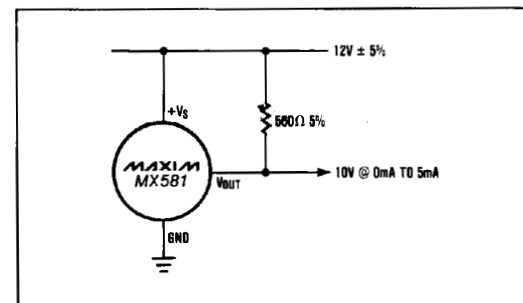 12V ± 5%
+VS
560Ω 5%
MAXIM
MX581
VOUT
10V @ 0mA TO 5mA
GND